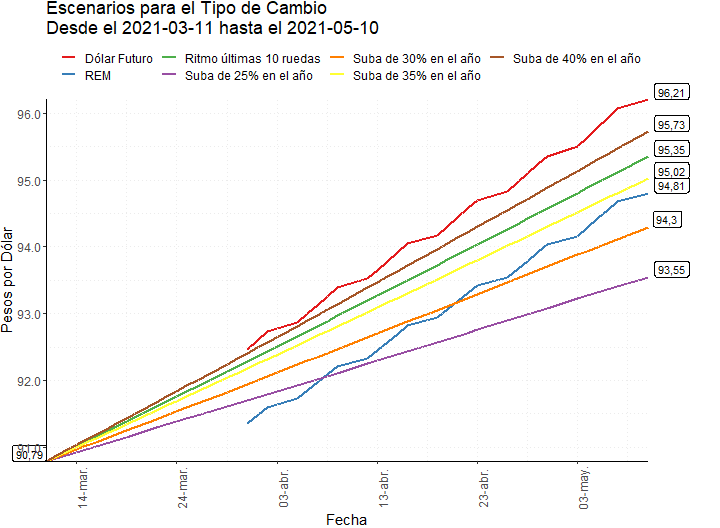 Escenarios para el Tipo de Cambio
Desde el 2021-03-11 hasta el 2021-05-10
Dólar Futuro
Ritmo últimas 10 ruedas
Suba de 30% en el año
Suba de 40% en el año
REM
Suba de 25% en el año
Suba de 35% en el año
96,21
95,73
95,35
95,02
94,81
94,3
93,55
96.0
95.0
94.0
93.0
92.0
91.0
90,79
Pesos por Dólar
14-mar.
24-mar.
03-abr.
13-abr.
23-abr.
03-may.
Fecha